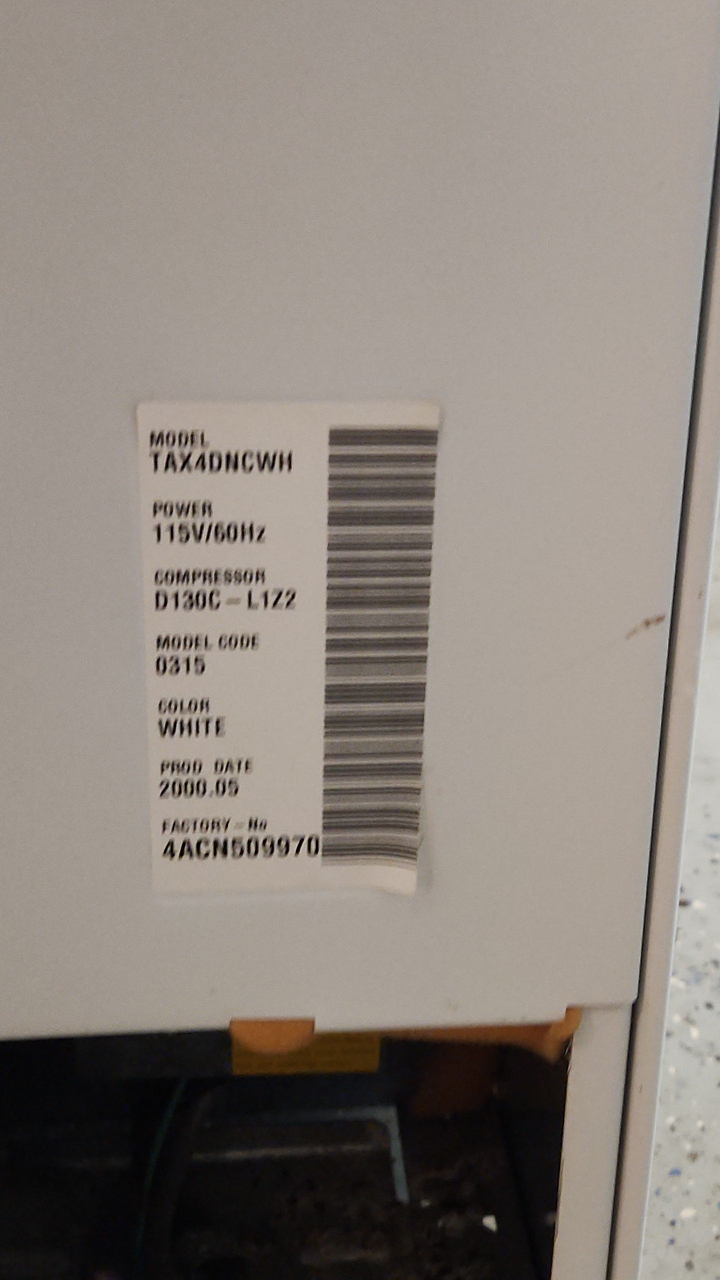 MODEL
TAX4DNCWH
POWER
115V/60Hz
COMPRESSOR
D130C - L1Z2
MODEL CODE
0315
COLOR
WHITE
PROD DATE
2000.05
FACTORY - No
4ACN509970